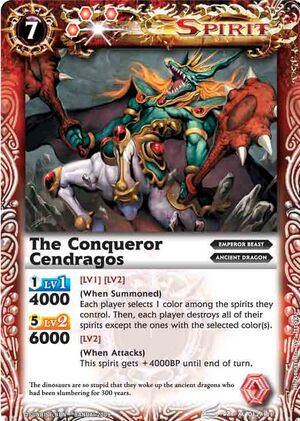 7
SPIRIT
The Conqueror
Cendragos
EMPEROR BEAST
ANCIENT DRAGON
1 LV1
4000
5 LV2
6000
[LV1] [LV2]
(When Summoned)
Each player selects 1 color among the spirits they
control. Then, each player destroys all of their
spirits except the ones with the selected color(s).
[LV2]
(When Attacks)
This spirit gets +4000BP until end of turn.
The dinosaurs are so stupid that they woke up the ancient dragons who
had been slumbering for 300 years.